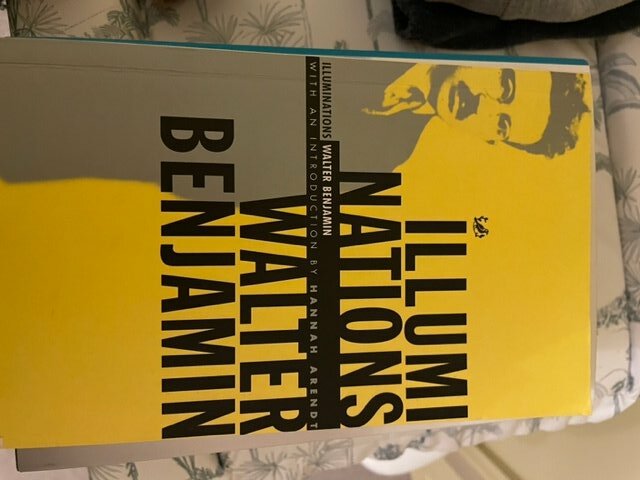 ILLUMI
NATIONS
ILLUMINATIONS WALTER BENJAMIN
WITH AN INTRODUCTION BY HANNAH ARENDT
WALTER
BENJAMIN